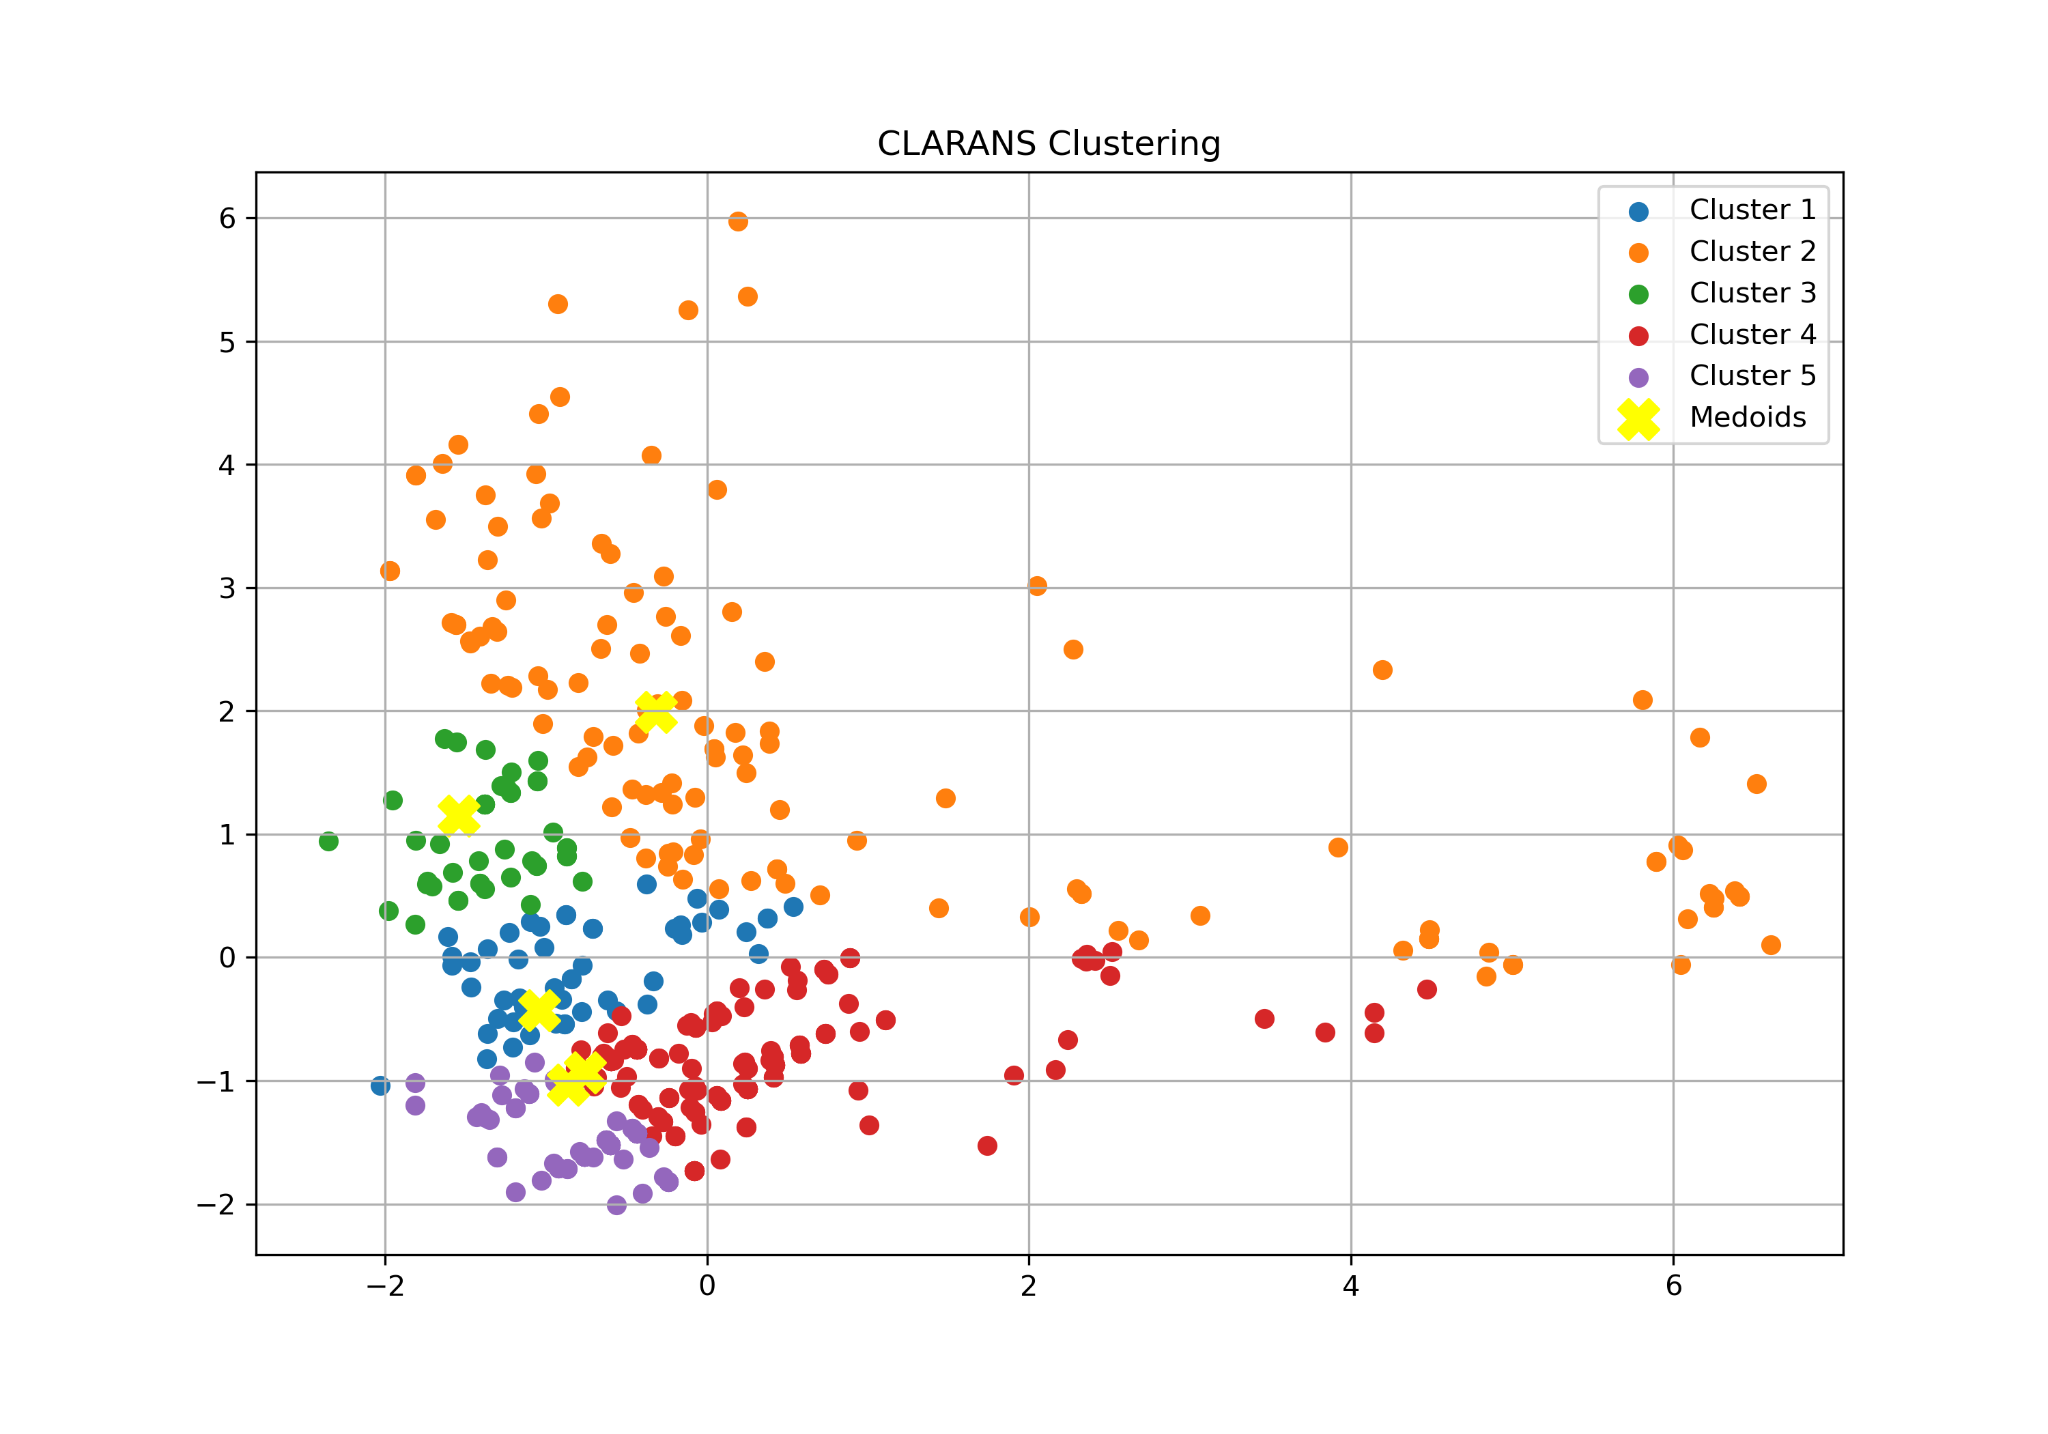 CLARANS Clustering
6
5
4
3
2
1
0
−1
−2
−2 0 2 4 6
Cluster 1
Cluster 2
Cluster 3
Cluster 4
Cluster 5
Medoids